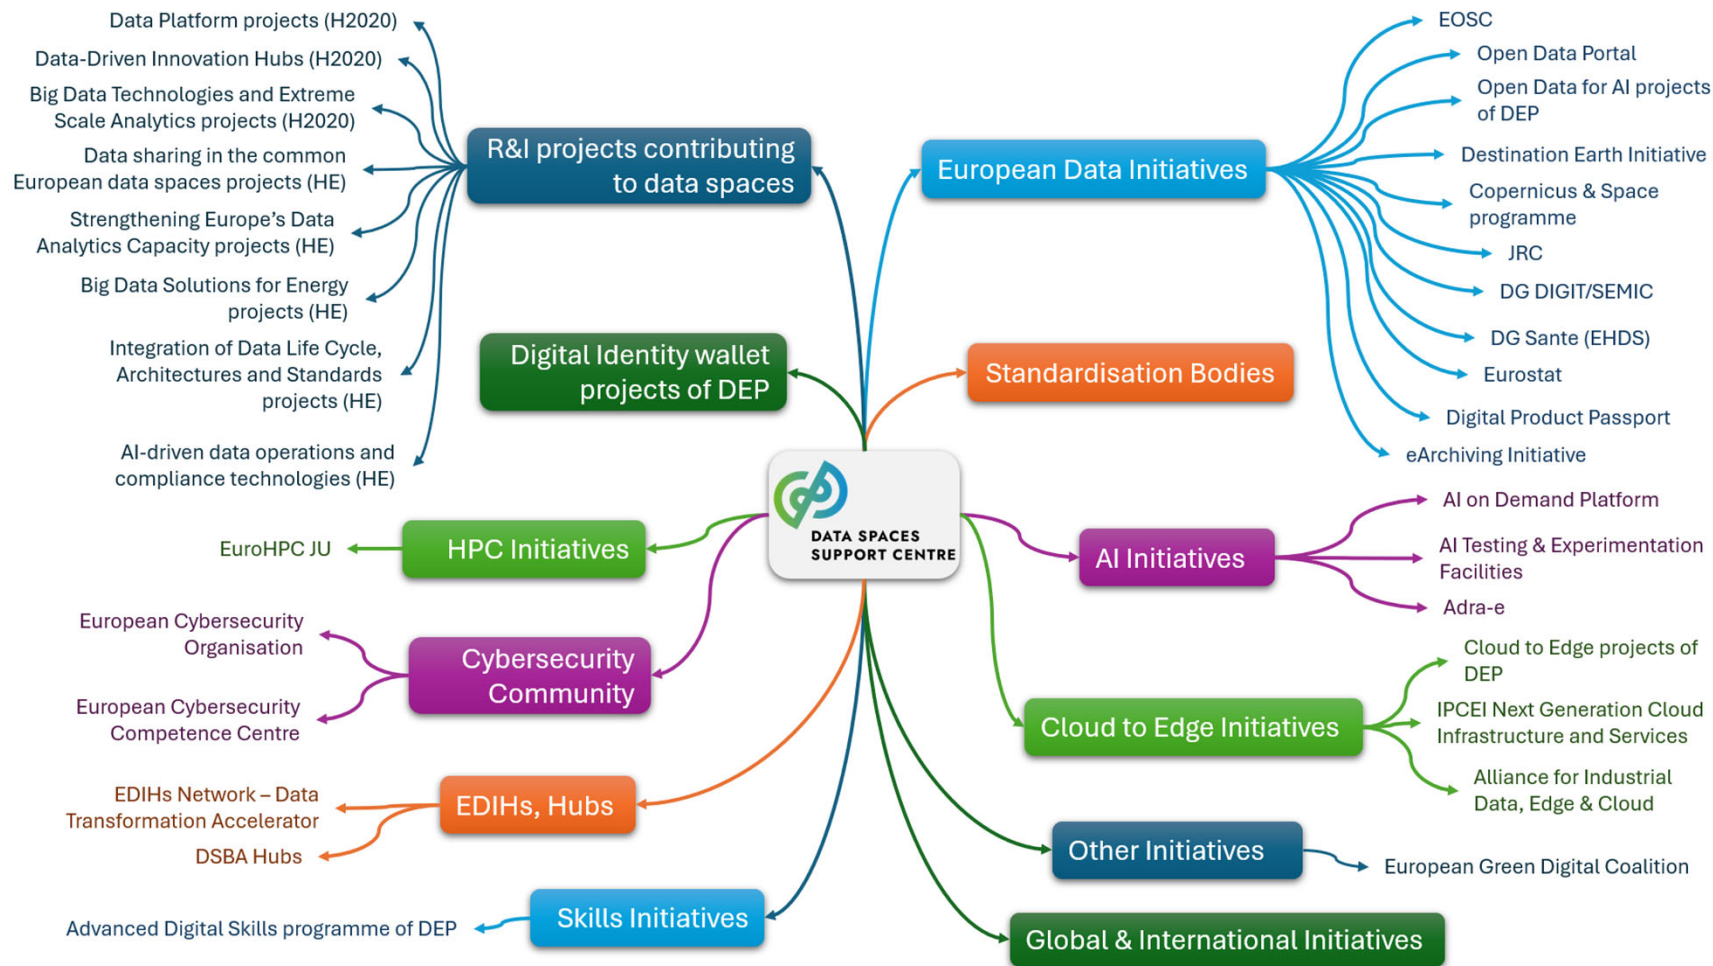 Data Platform projects (H2020)
Data-Driven Innovation Hubs (H2020)
Big Data Technologies and Extreme
Scale Analytics projects (H2020)
Data sharing in the common
European data spaces projects (HE)
Strengthening Europe's Data
Analytics Capacity projects (HE)
Big Data Solutions for Energy
projects (HE)
Integration of Data Life Cycle,
Architectures and Standards
projects (HE)
AI-driven data operations and
compliance technologies (HE)
R&I projects contributing
to data spaces
European Data Initiatives
EOSC
Open Data Portal
Open Data for AI projects
of DEP
Destination Earth Initiative
Copernicus & Space
programme
JRC
DG DIGIT/SEMIC
DG Sante (EHDS)
Eurostat
Digital Product Passport
eArchiving Initiative
Digital Identity wallet
projects of DEP
Standardisation Bodies
DATA SPACES
SUPPORT CENTRE
EuroHPC JU
HPC Initiatives
AI Initiatives
AI on Demand Platform
AI Testing & Experimentation
Facilities
Adra-e
European Cybersecurity
Organisation
European Cybersecurity
Competence Centre
Cybersecurity
Community
Cloud to Edge Initiatives
Cloud to Edge projects of
DEP
IPCEI Next Generation Cloud
Infrastructure and Services
Alliance for Industrial
Data, Edge & Cloud
EDIHs Network – Data
Transformation Accelerator
DSBA Hubs
EDIHs, Hubs
Other Initiatives
European Green Digital Coalition
Advanced Digital Skills programme of DEP
Skills Initiatives
Global & International Initiatives